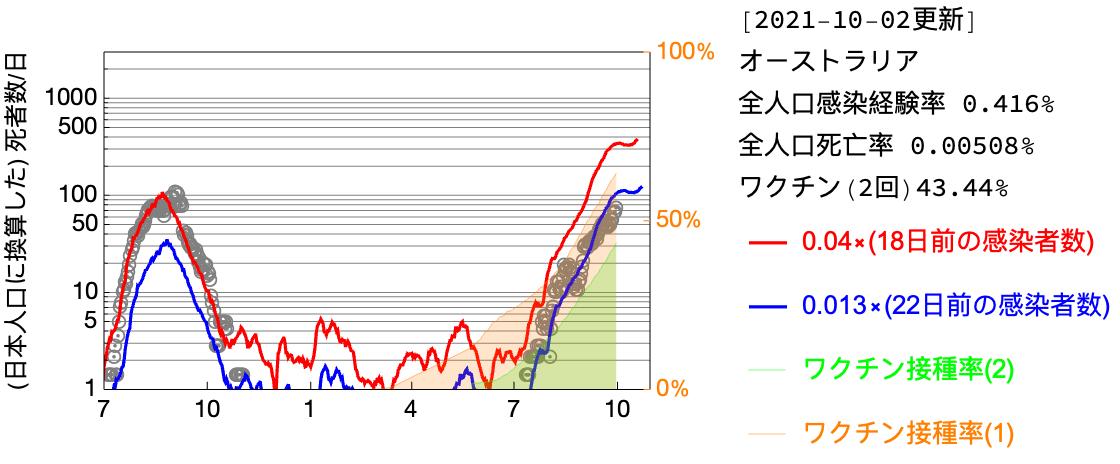 [2021-10-02更新]
オーストラリア
全人口感染経験率 0.416%
全人口死亡率 0.00508%
ワクチン(2回)43.44%
0.04×(18日前の感染者数)
0.013×(22日前の感染者数)
ワクチン接種率(2)
ワクチン接種率(1)
(日本人口に換算した) 死者数/日
1000
500
100
50
10
5
1
100%
50%
0%
7 10 1 4 7 10